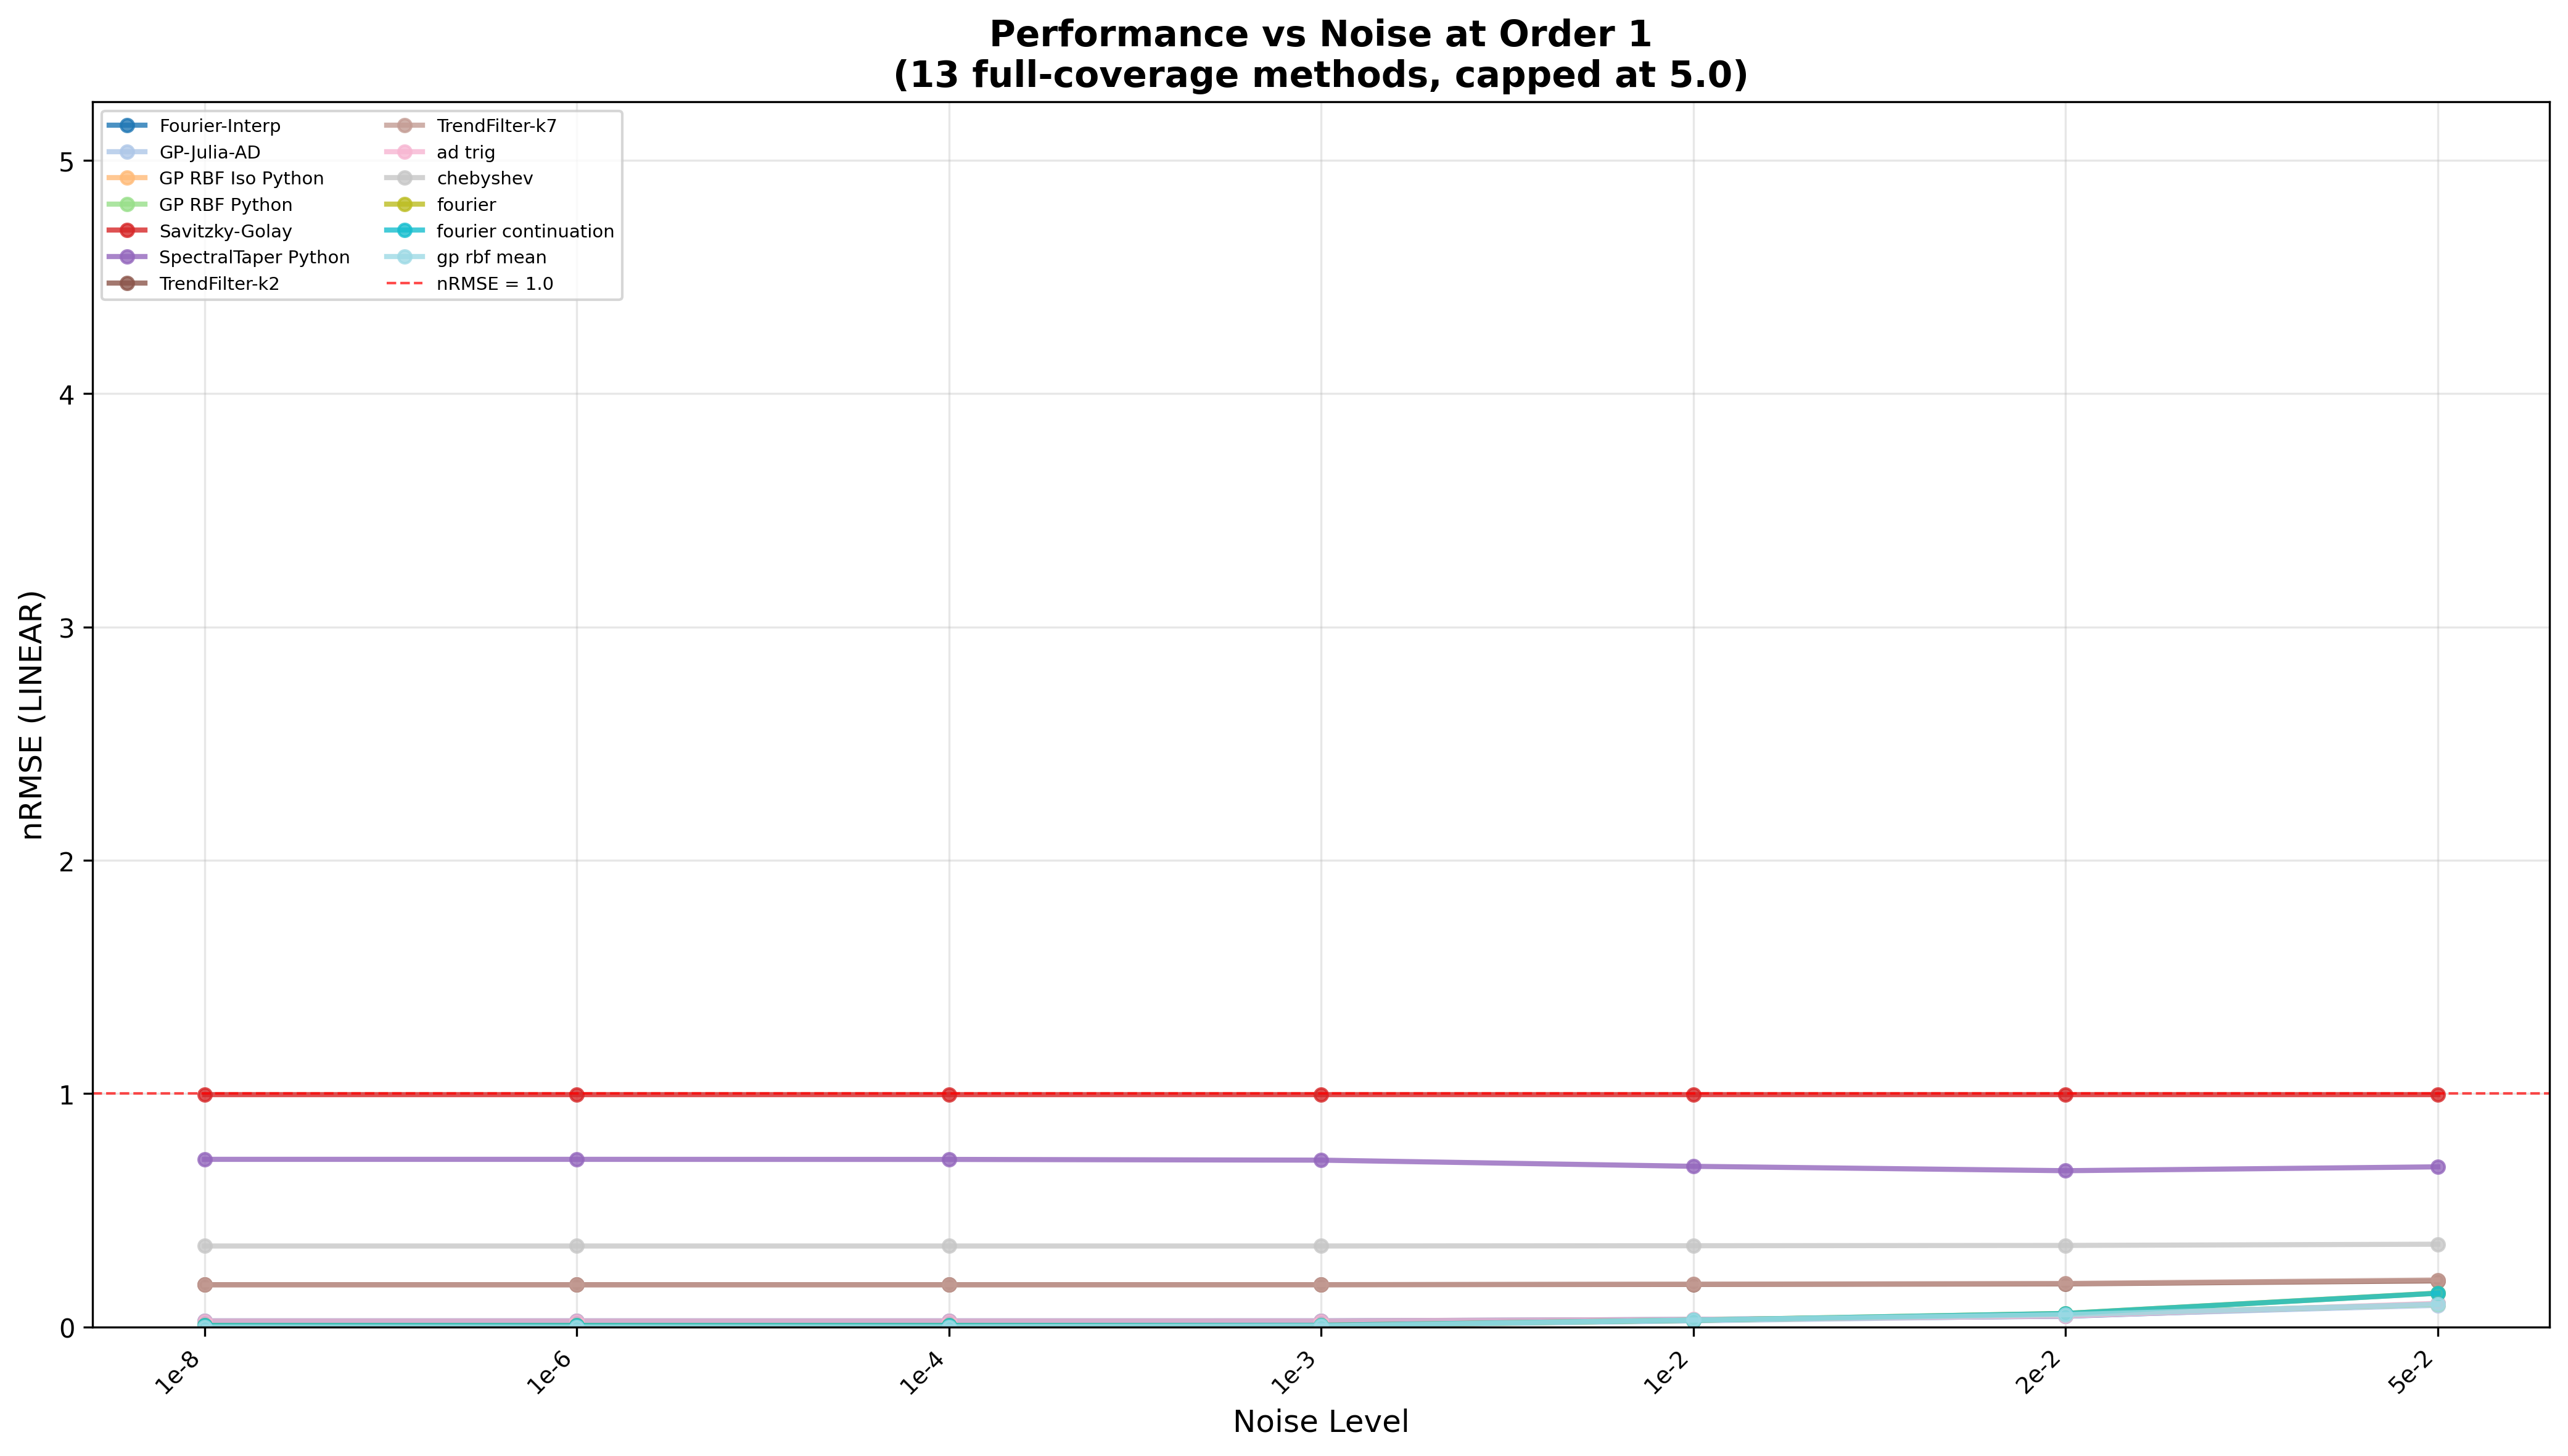 Performance vs Noise at Order 1
(13 full-coverage methods, capped at 5.0)
Fourier-Interp
GP-Julia-AD
GP RBF Iso Python
GP RBF Python
Savitzky-Golay
SpectralTaper Python
TrendFilter-k2
TrendFilter-k7
ad trig
chebyshev
fourier
fourier continuation
gp rbf mean
nRMSE = 1.0
nRMSE (LINEAR)
5
4
3
2
1
0
1e-8
1e-6
1e-4
1e-3
1e-2
2e-2
5e-2
Noise Level